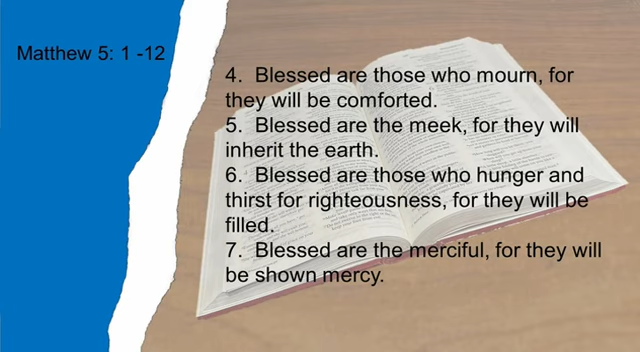 Matthew 5: 1 -12
4.  Blessed are those who mourn, for
they will be comforted.
5.  Blessed are the meek, for they will
inherit the earth.
6.  Blessed are those who hunger and
thirst for righteousness, for they will be
filled.
7.  Blessed are the merciful, for they will
be shown mercy.